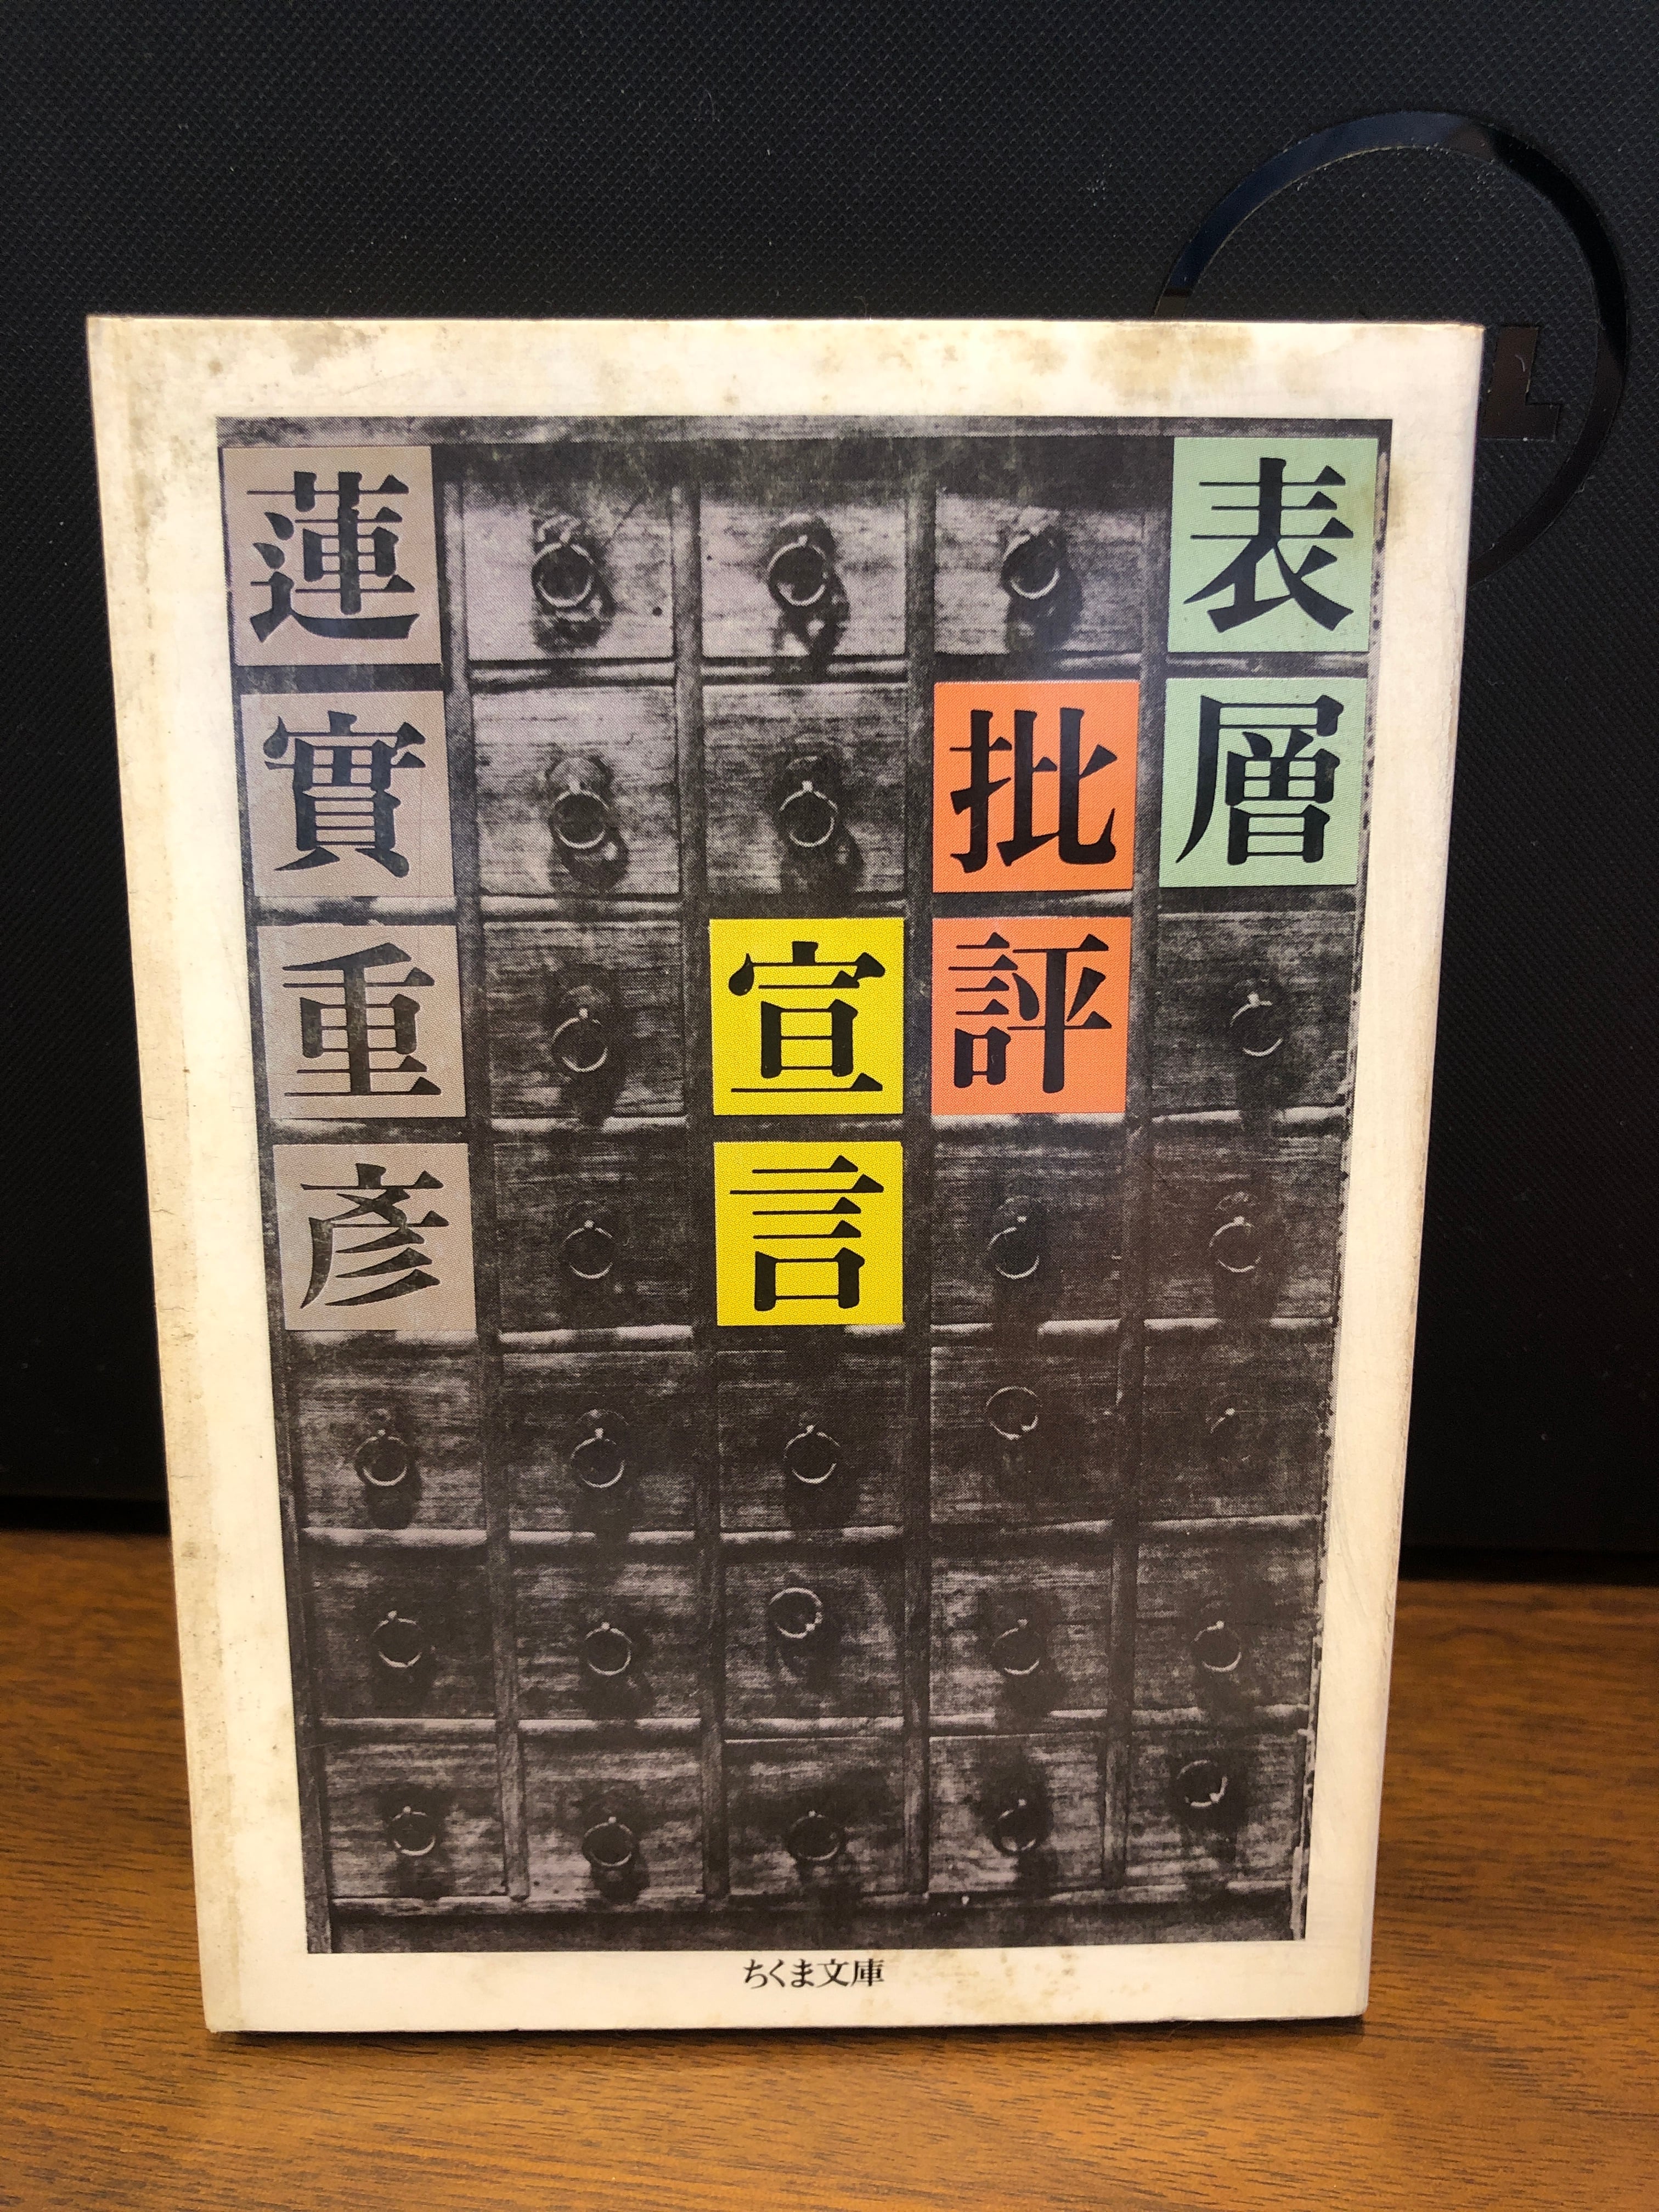 表層
批評
宣言
蓮實重彥
ちくま文庫